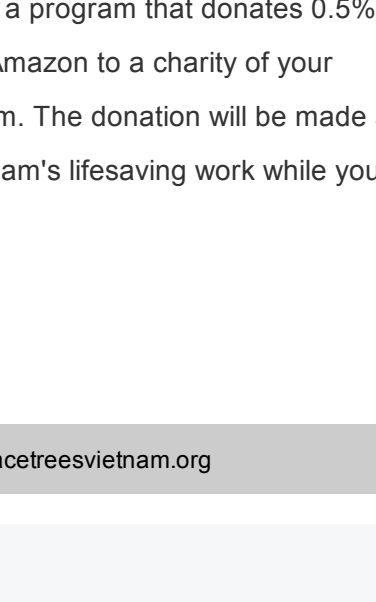 a program that donates 0.5%
Amazon to a charity of your
m. The donation will be made
am's lifesaving work while you
acetreesvietnam.org